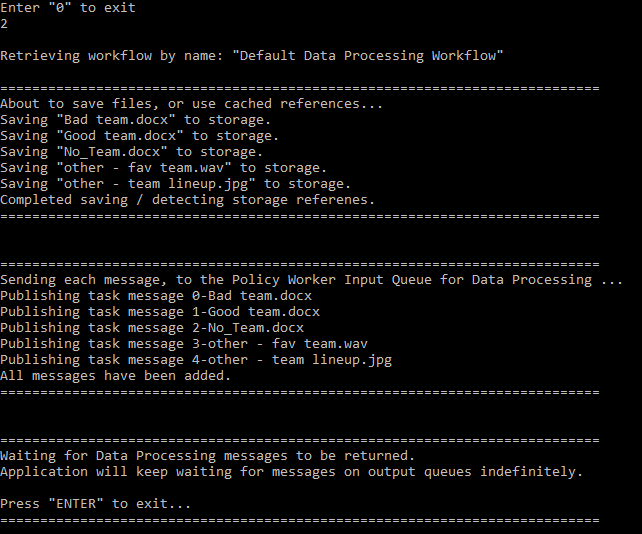 Enter "0" to exit
2
Retrieving workflow by name: "Default Data Processing Workflow"
===========================================================================
About to save files, or use cached references...
Saving "Bad team.docx" to storage.
Saving "Good team.docx" to storage.
Saving "No_Team.docx" to storage.
Saving "other - fav team.wav" to storage.
Saving "other - team lineup.jpg" to storage.
Completed saving / detecting storage referenes.
===========================================================================
===========================================================================
Sending each message, to the Policy Worker Input Queue for Data Processing ...
Publishing task message 0-Bad team.docx
Publishing task message 1-Good team.docx
Publishing task message 2-No_Team.docx
Publishing task message 3-other - fav team.wav
Publishing task message 4-other - team lineup.jpg
All messages have been added.
===========================================================================
===========================================================================
Waiting for Data Processing messages to be returned.
Application will keep waiting for messages on output queues indefinitely.
Press "ENTER" to exit...
===========================================================================